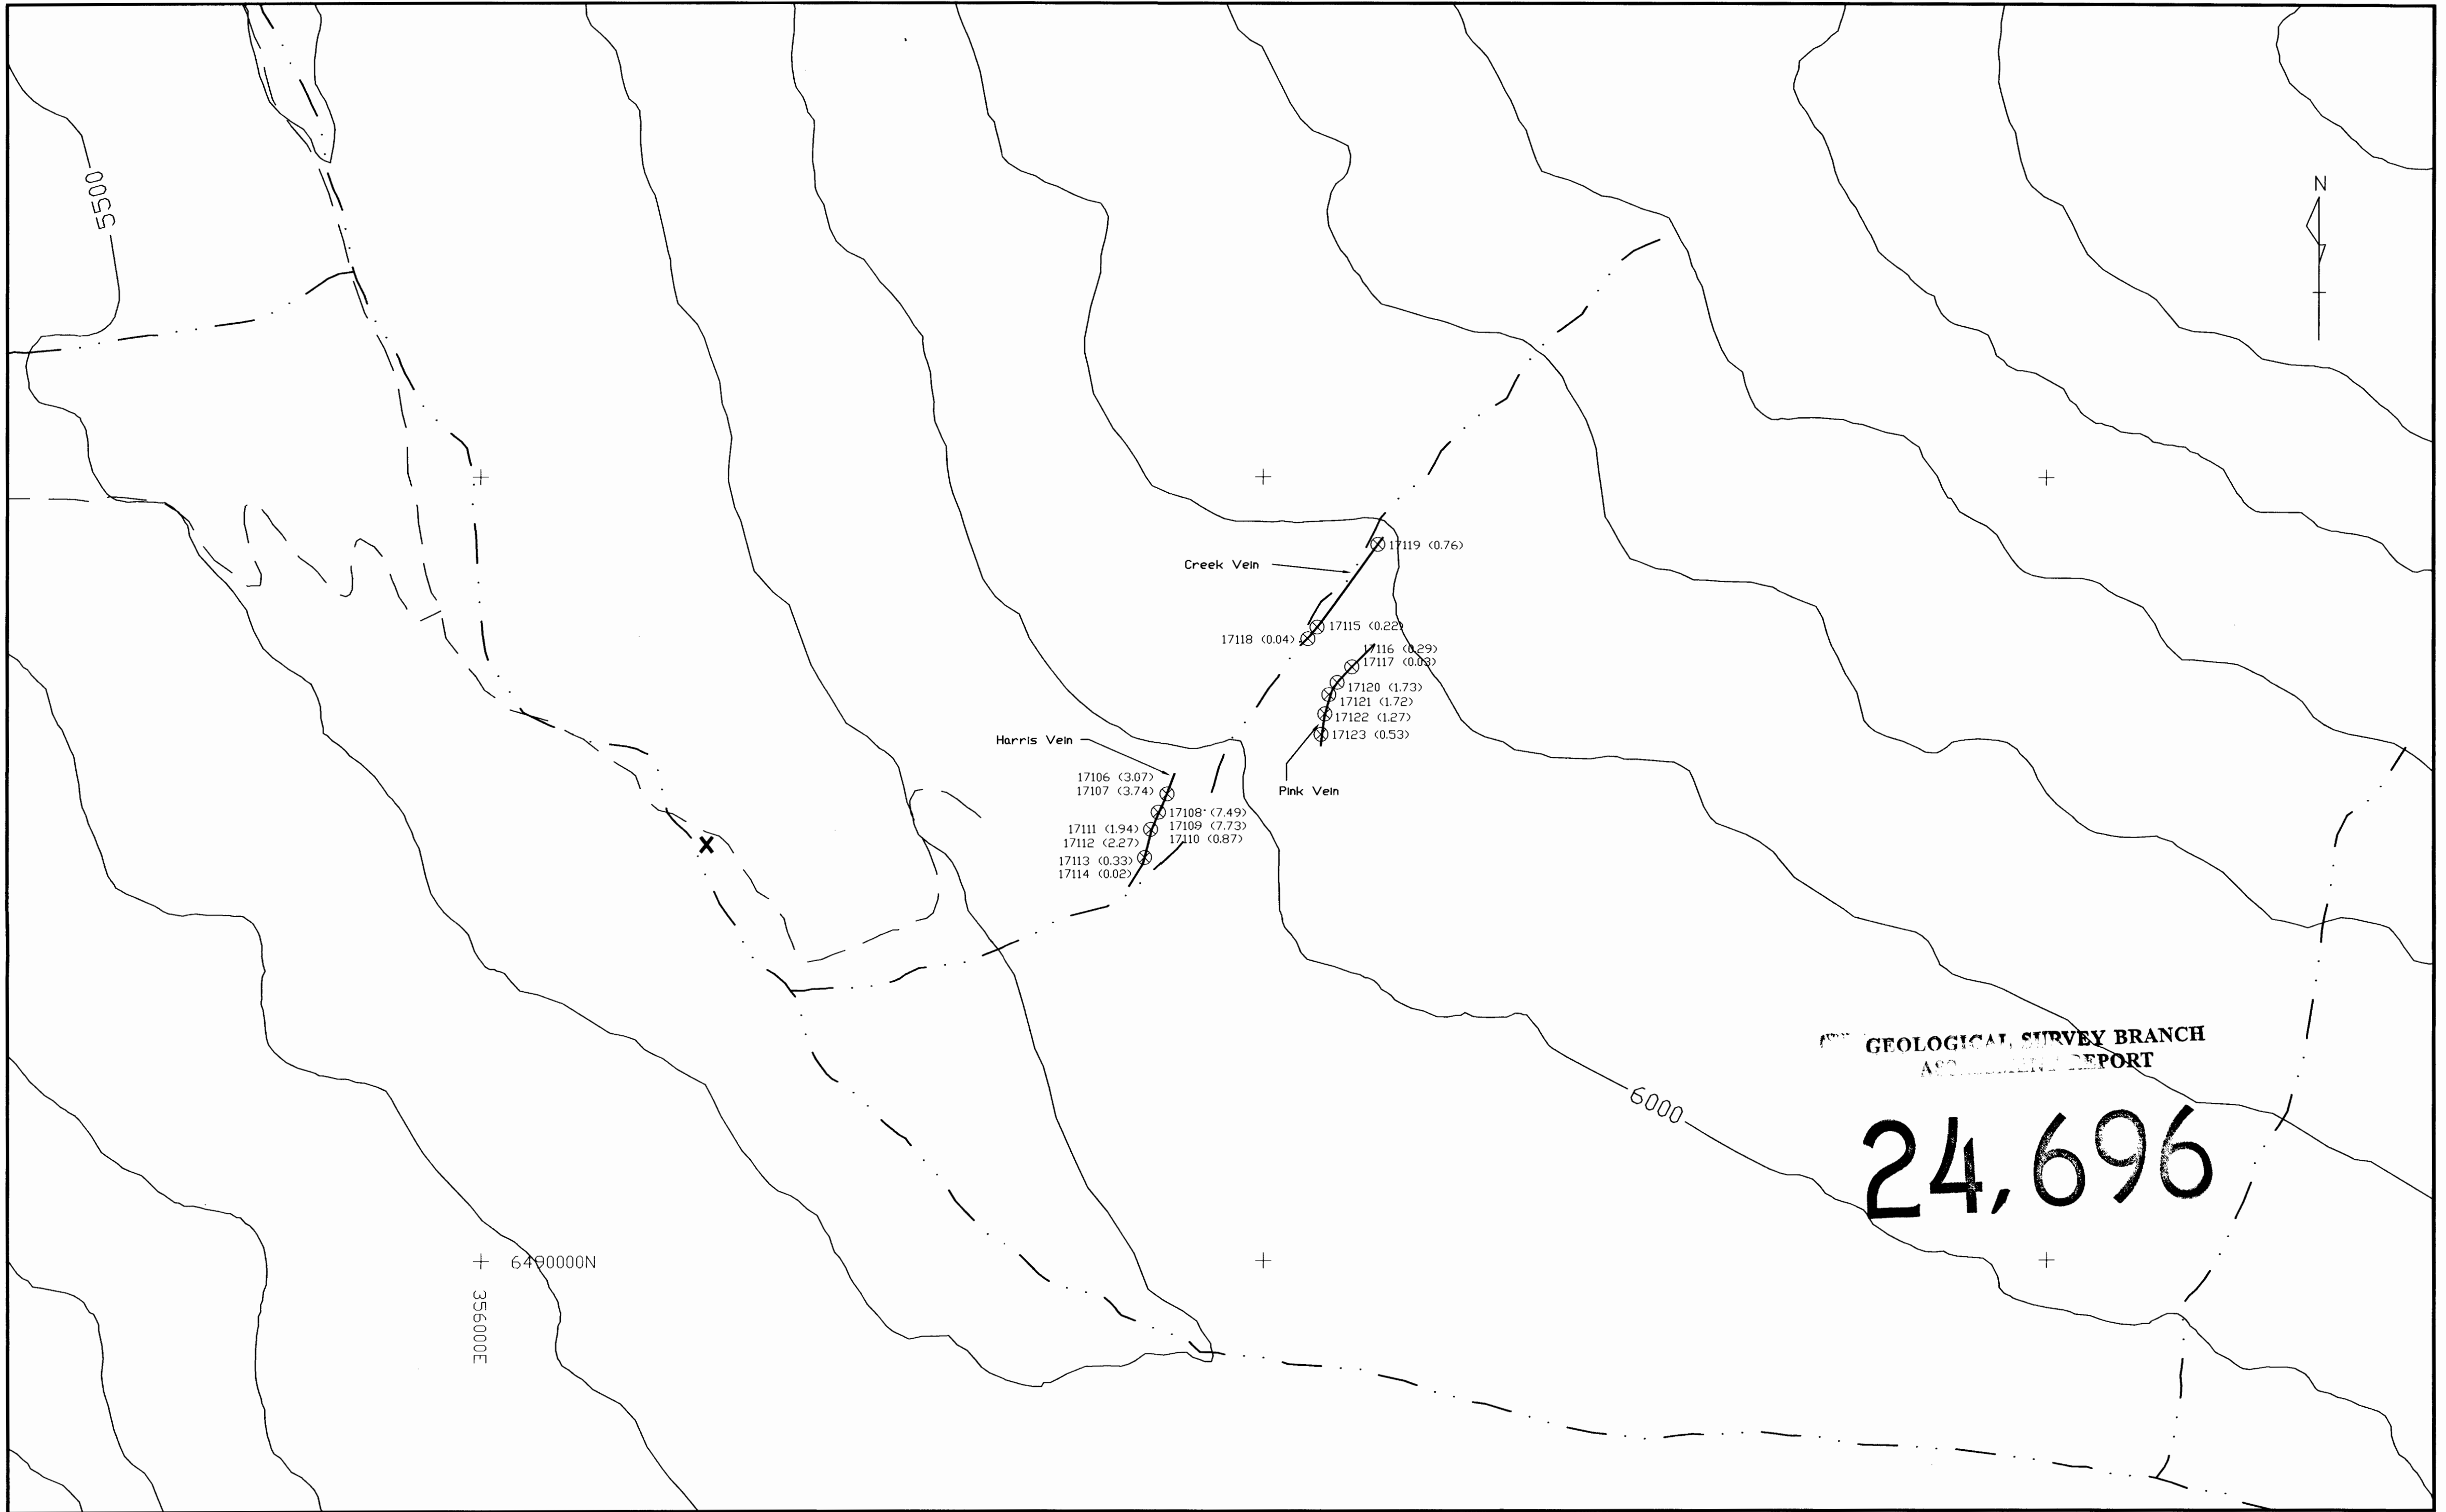 5500
N
17119 (0.76)
Creek Vein
17115 (0.22)
17118 (0.04)
17116 (0.29)
17117 (0.03)
17120 (1.73)
17121 (1.72)
17122 (1.27)
17123 (0.53)
Harris Vein
17106 (3.07)
17107 (3.74)
Pink Vein
17108 (7.49)
17109 (7.73)
17110 (0.87)
17111 (1.94)
17112 (2.27)
17113 (0.33)
17114 (0.02)
X
GEOLOGICAL SURVEY BRANCH
REPORT
6000
24,696
6490000N
356000E